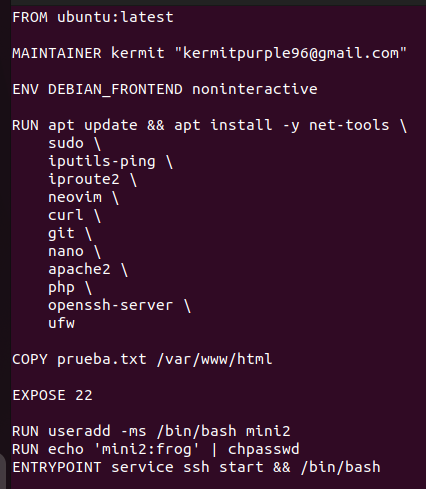 FROM ubuntu:latest
MAINTAINER kermit "kermitpurple96@gmail.com"
ENV DEBIAN_FRONTEND noninteractive
RUN apt update && apt install -y net-tools \
    sudo \
    iputils-ping \
    iproute2 \
    neovim \
    curl \
    git \
    nano \
    apache2 \
    php \
    openssh-server \
    ufw
COPY prueba.txt /var/www/html
EXPOSE 22
RUN useradd -ms /bin/bash mini2
RUN echo 'mini2:frog' | chpasswd
ENTRYPOINT service ssh start && /bin/bash